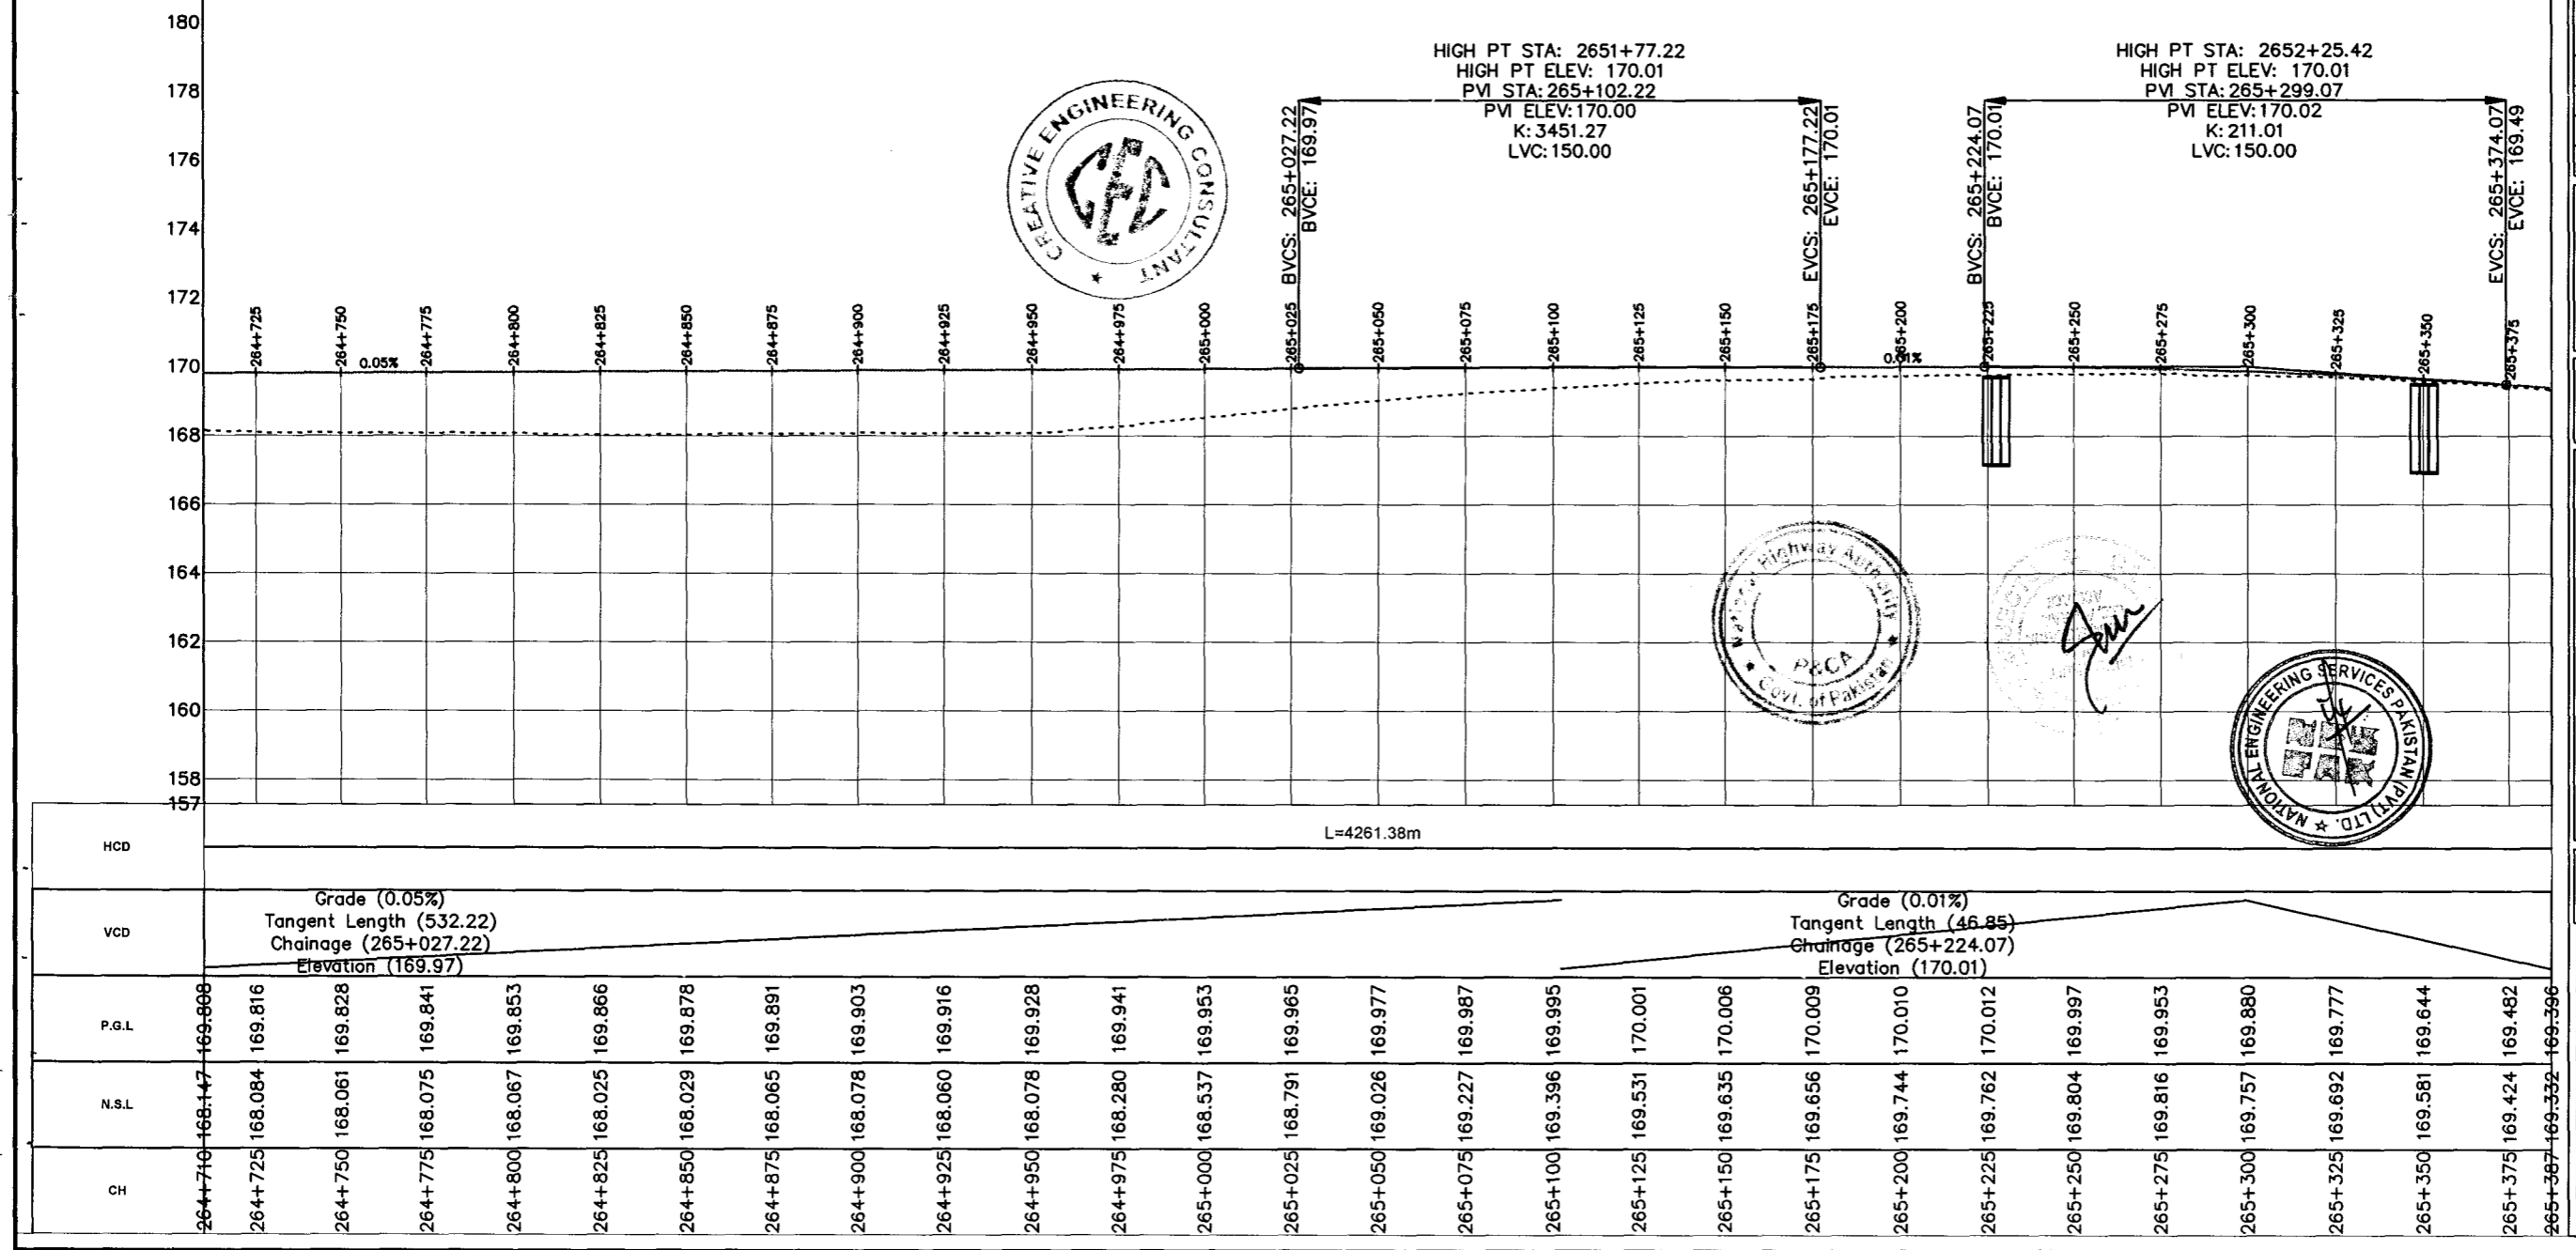 HIGH PT STA: 2651+77.22
HIGH PT ELEV: 170.01
PVI STA: 265+102.22
PVI ELEV: 170.00
K: 3451.27
LVC: 150.00
HIGH PT STA: 2652+25.42
HIGH PT ELEV: 170.01
PVI STA: 265+299.07
PVI ELEV: 170.02
K: 211.01
LVC: 150.00
BVCS: 265+027.22
BVCE: 169.97
EVCS: 265+177.22
EVCE: 170.01
BVCS: 265+224.07
BVCE: 170.01
EVCS: 265+374.07
EVCE: 169.49
CREATIVE ENGINEERING CONSULTANT
CEC
180
178
176
174
172
170
168
166
164
162
160
158
157
264+725 264+750 264+775 264+800 264+825 264+850 264+875 264+900 264+925 264+950 264+975 265+000 265+025 265+050 265+075 265+100 265+125 265+150 265+175 265+200 265+225 265+250 265+275 265+300 265+325 265+350 265+375
0.05%
0.01%
National Highway Authority
P&CA
Govt. of Pakistan
NATIONAL ENGINEERING SERVICES PAKISTAN (PVT) LTD.
HCD
L=4261.38m
VCD
Grade (0.05%)
Tangent Length (532.22)
Chainage (265+027.22)
Elevation (169.97)
Grade (0.01%)
Tangent Length (46.85)
Chainage (265+224.07)
Elevation (170.01)
P.G.L 169.808 169.816 169.828 169.841 169.853 169.866 169.878 169.891 169.903 169.916 169.928 169.941 169.953 169.965 169.977 169.987 169.995 170.001 170.006 170.009 170.010 170.012 169.997 169.953 169.880 169.777 169.644 169.482 169.396
N.S.L 168.147 168.084 168.061 168.075 168.067 168.025 168.029 168.065 168.078 168.060 168.078 168.280 168.537 168.791 169.026 169.227 169.396 169.531 169.635 169.656 169.744 169.762 169.804 169.816 169.757 169.692 169.581 169.424 169.332
CH 264+710 264+725 264+750 264+775 264+800 264+825 264+850 264+875 264+900 264+925 264+950 264+975 265+000 265+025 265+050 265+075 265+100 265+125 265+150 265+175 265+200 265+225 265+250 265+275 265+300 265+325 265+350 265+375 265+387